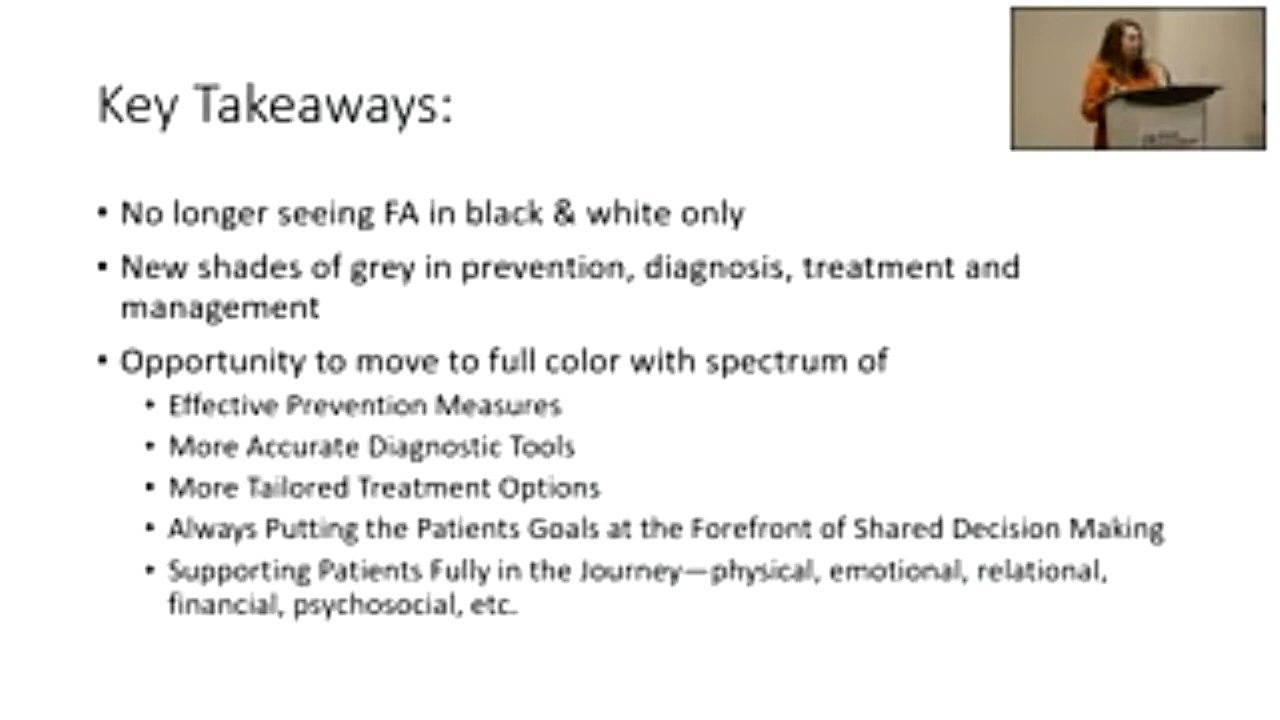 Key Takeaways:
• No longer seeing FA in black & white only
• New shades of grey in prevention, diagnosis, treatment and
management
• Opportunity to move to full color with spectrum of
• Effective Prevention Measures
• More Accurate Diagnostic Tools
• More Tailored Treatment Options
• Always Putting the Patients Goals at the Forefront of Shared Decision Making
• Supporting Patients Fully in the Journey—physical, emotional, relational,
financial, psychosocial, etc.